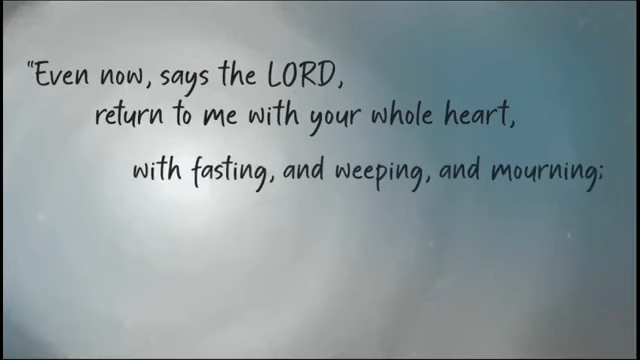 "Even now, says the LORD,
return to me with your whole heart,
with fasting, and weeping, and mourning;